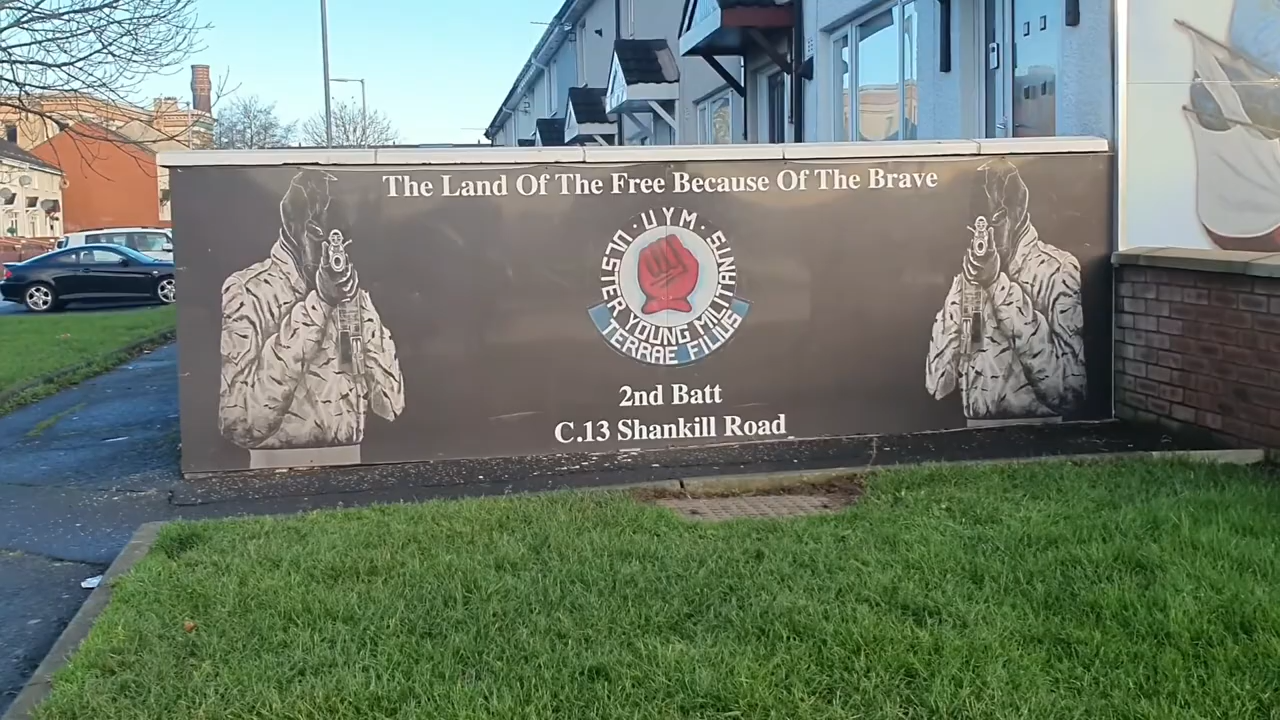 The Land Of The Free Because Of The Brave
· UYM ·
ULSTER YOUNG MILITANTS
TERRAE FILIUS
2nd Batt
C.13 Shankill Road